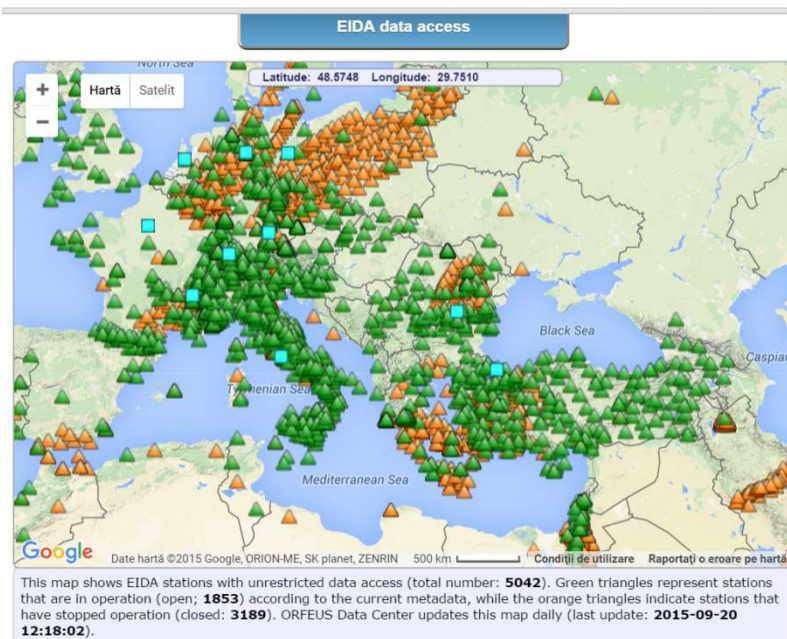 EIDA data access
North Sea
Latitude: 48.5748 Longitude: 29.7510
+
Hartă Satelit
−
Black Sea
Caspian
Tyrrhenian Sea
Mediterranean Sea
Google Date hartă ©2015 Google, ORION-ME, SK planet, ZENRIN 500 km Condiții de utilizare Raportați o eroare pe hartă
This map shows EIDA stations with unrestricted data access (total number: 5042). Green triangles represent stations
that are in operation (open; 1853) according to the current metadata, while the orange triangles indicate stations that
have stopped operation (closed: 3189). ORFEUS Data Center updates this map daily (last update: 2015-09-20
12:18:02).